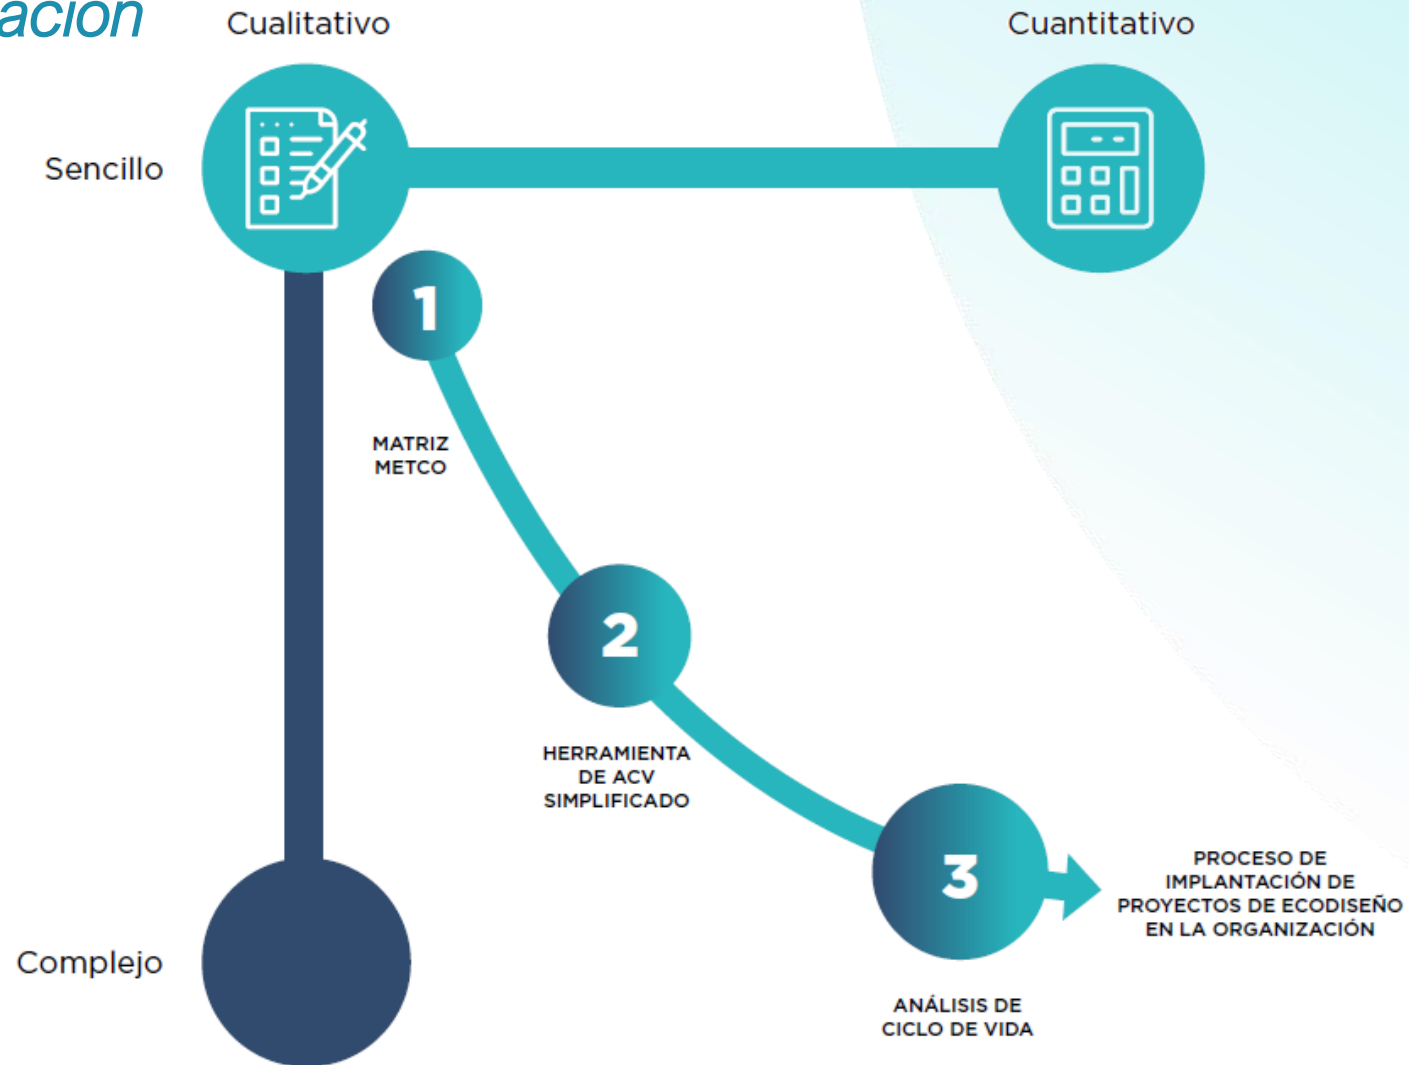 Cualitativo
Cuantitativo
Sencillo
1
MATRIZ
METCO
2
HERRAMIENTA
DE ACV
SIMPLIFICADO
3
PROCESO DE
IMPLANTACIÓN DE
PROYECTOS DE ECODISEÑO
EN LA ORGANIZACIÓN
Complejo
ANÁLISIS DE
CICLO DE VIDA